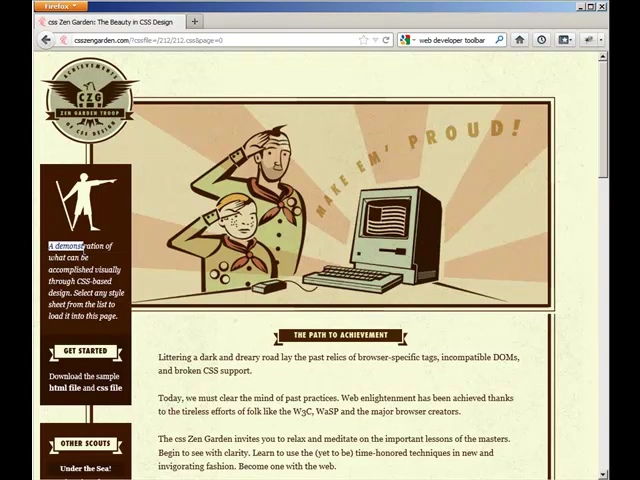 Firefox
css Zen Garden: The Beauty in CSS Design
csszengarden.com/?cssfile=/212/212.css&page=0
web developer toolbar
ACHIEVEMENTS
CZG
ZEN GARDEN TROOP
OF CSS DESIGN
MAKE EM' PROUD!
A demonstration of
what can be
accomplished visually
through CSS-based
design. Select any style
sheet from the list to
load it into this page.
GET STARTED
Download the sample
html file and css file
OTHER SCOUTS
Under the Sea!
THE PATH TO ACHIEVEMENT
Littering a dark and dreary road lay the past relics of browser-specific tags, incompatible DOMs,
and broken CSS support.
Today, we must clear the mind of past practices. Web enlightenment has been achieved thanks
to the tireless efforts of folk like the W3C, WaSP and the major browser creators.
The css Zen Garden invites you to relax and meditate on the important lessons of the masters.
Begin to see with clarity. Learn to use the (yet to be) time-honored techniques in new and
invigorating fashion. Become one with the web.